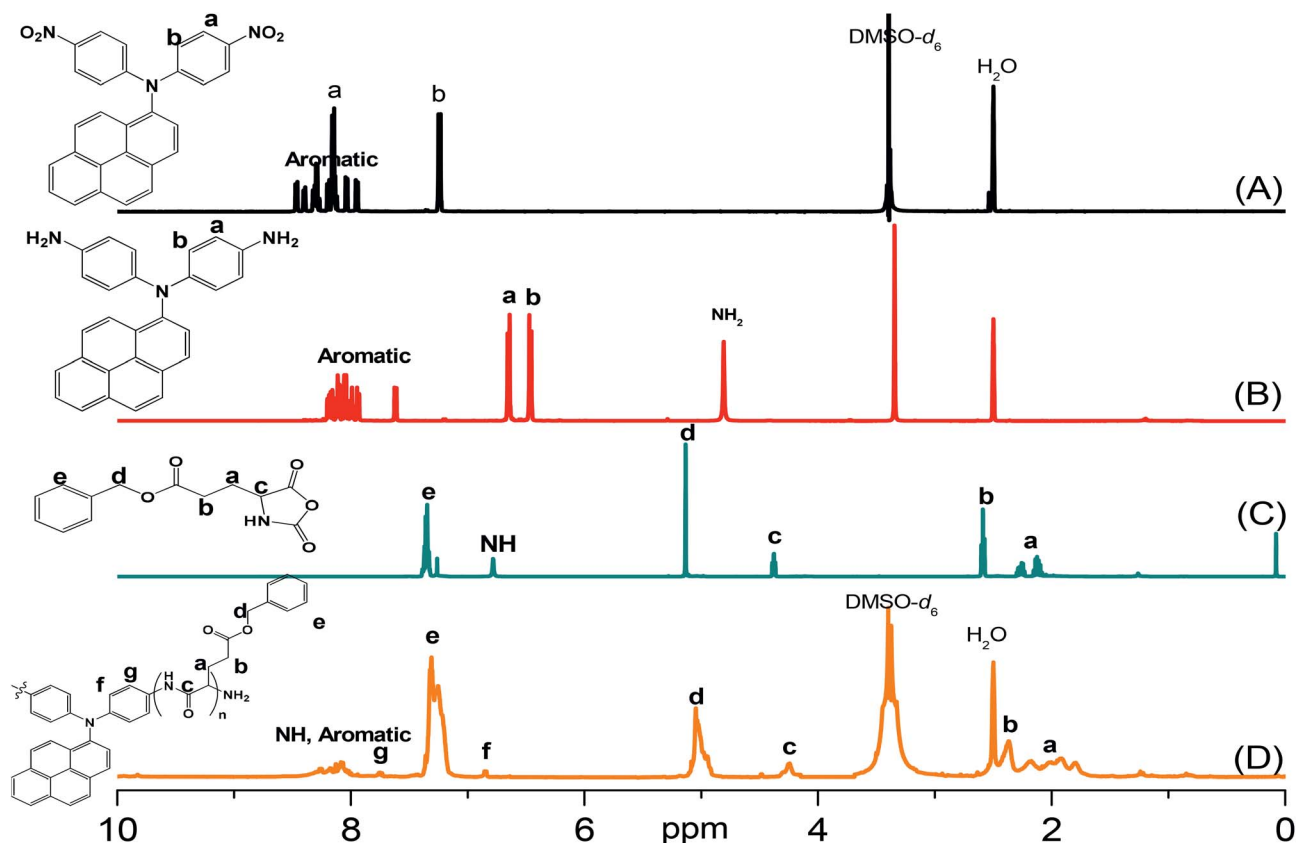 a
O₂N b NO₂
N
a
b
DMSO-d₆
H₂O
Aromatic
(A)
H₂N b a NH₂
N
a b
NH₂
Aromatic
(B)
e d O O a c O
O b HN O
O
e
NH
d
c
b
a
(C)
d e
O O
a b
g H
f N c NH₂
O n
N
NH, Aromatic
g
e
f
d
c
DMSO-d₆
H₂O
b
a
(D)
10 8 6 ppm 4 2 0